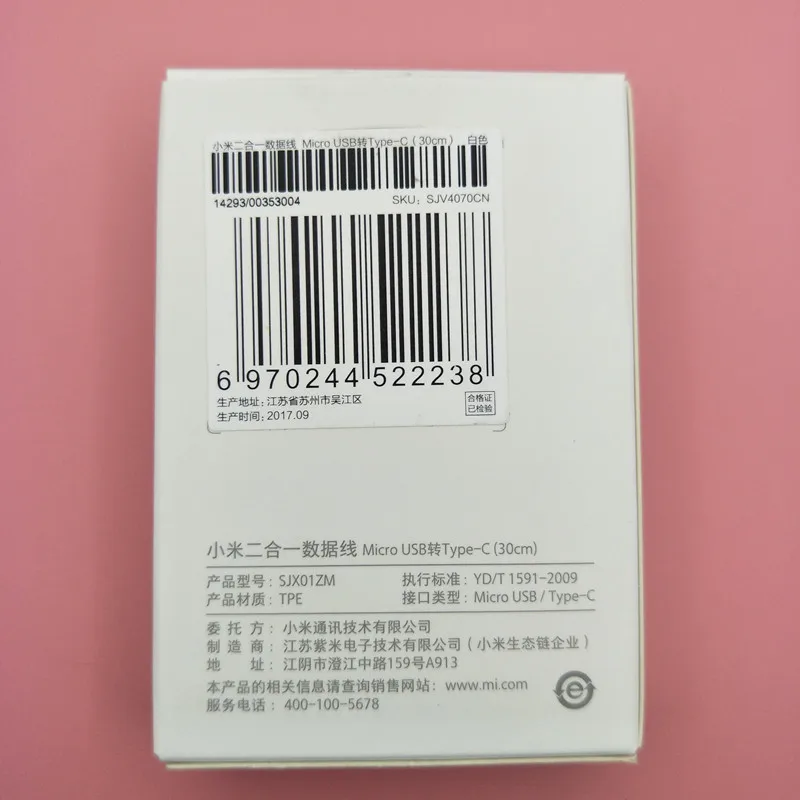 小米二合一数据线 Micro USB转Type-C（30cm） 白色
14293/00353004 SKU：SJV4070CN
6 970244 522238
生产地址：江苏省苏州市吴江区
生产时间：2017.09
合格证
已检验
小米二合一数据线 Micro USB转Type-C (30cm)
产品型号：SJX01ZM 执行标准：YD/T 1591-2009
产品材质：TPE 接口类型：Micro USB / Type-C
委托方：小米通讯技术有限公司
制造商：江苏紫米电子技术有限公司（小米生态链企业）
地址：江阴市澄江中路159号A913
本产品的相关信息请查询销售网站：www.mi.com
服务电话：400-100-5678
e